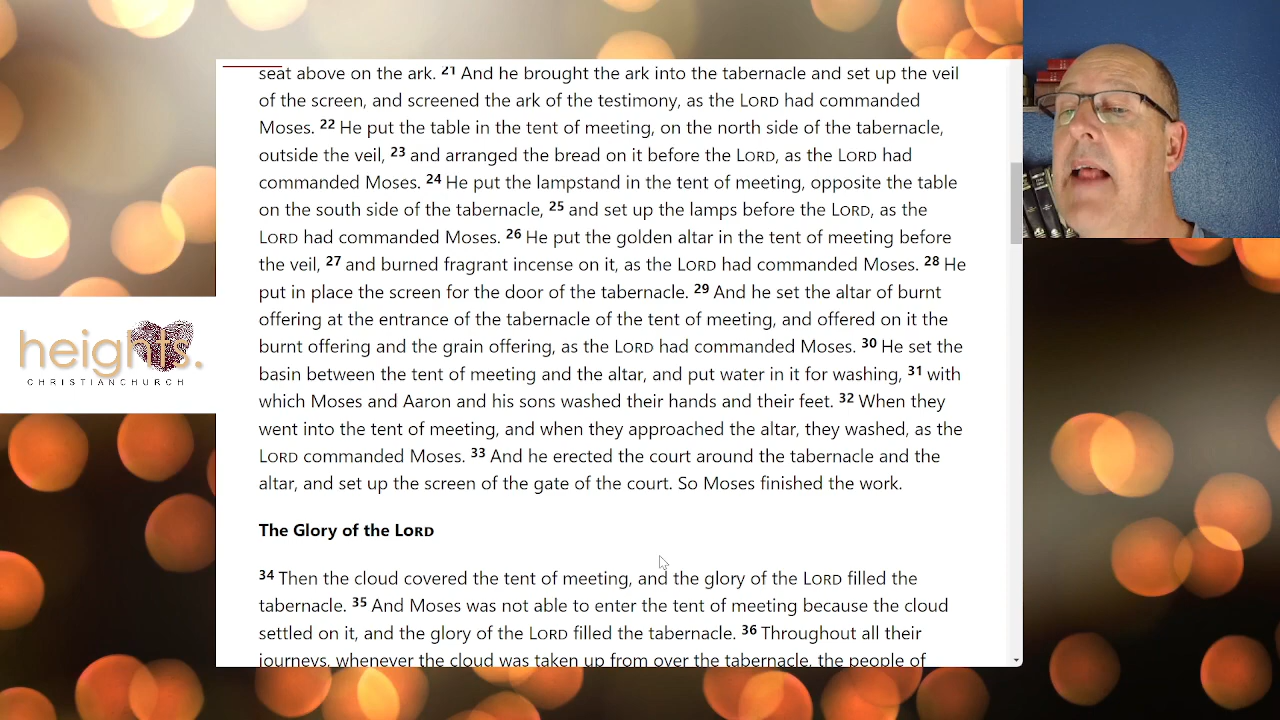 seat above on the ark. 21 And he brought the ark into the tabernacle and set up the veil
of the screen, and screened the ark of the testimony, as the LORD had commanded
Moses. 22 He put the table in the tent of meeting, on the north side of the tabernacle,
outside the veil, 23 and arranged the bread on it before the LORD, as the LORD had
commanded Moses. 24 He put the lampstand in the tent of meeting, opposite the table
on the south side of the tabernacle, 25 and set up the lamps before the LORD, as the
LORD had commanded Moses. 26 He put the golden altar in the tent of meeting before
the veil, 27 and burned fragrant incense on it, as the LORD had commanded Moses. 28 He
put in place the screen for the door of the tabernacle. 29 And he set the altar of burnt
offering at the entrance of the tabernacle of the tent of meeting, and offered on it the
burnt offering and the grain offering, as the LORD had commanded Moses. 30 He set the
basin between the tent of meeting and the altar, and put water in it for washing, 31 with
which Moses and Aaron and his sons washed their hands and their feet. 32 When they
went into the tent of meeting, and when they approached the altar, they washed, as the
LORD commanded Moses. 33 And he erected the court around the tabernacle and the
altar, and set up the screen of the gate of the court. So Moses finished the work.
The Glory of the LORD
34 Then the cloud covered the tent of meeting, and the glory of the LORD filled the
tabernacle. 35 And Moses was not able to enter the tent of meeting because the cloud
settled on it, and the glory of the LORD filled the tabernacle. 36 Throughout all their
journeys, whenever the cloud was taken up from over the tabernacle, the people of
heights.
CHRISTIANCHURCH